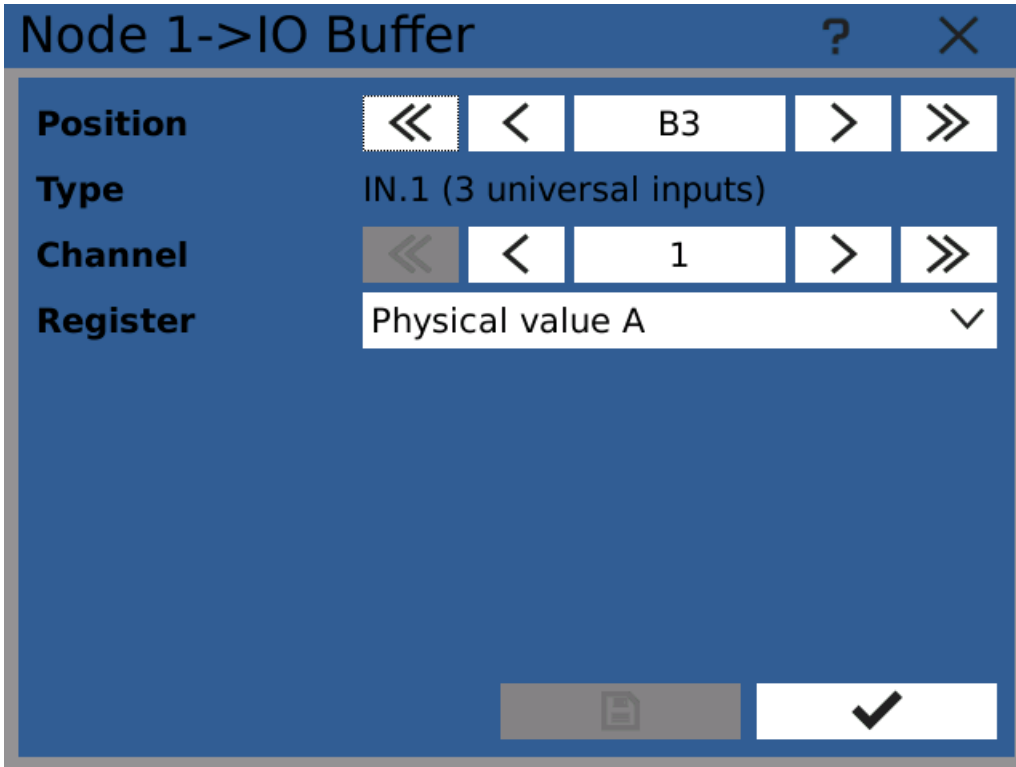 Node 1->IO Buffer ?
Position B3
Type IN.1 (3 universal inputs)
Channel 1
Register Physical value A